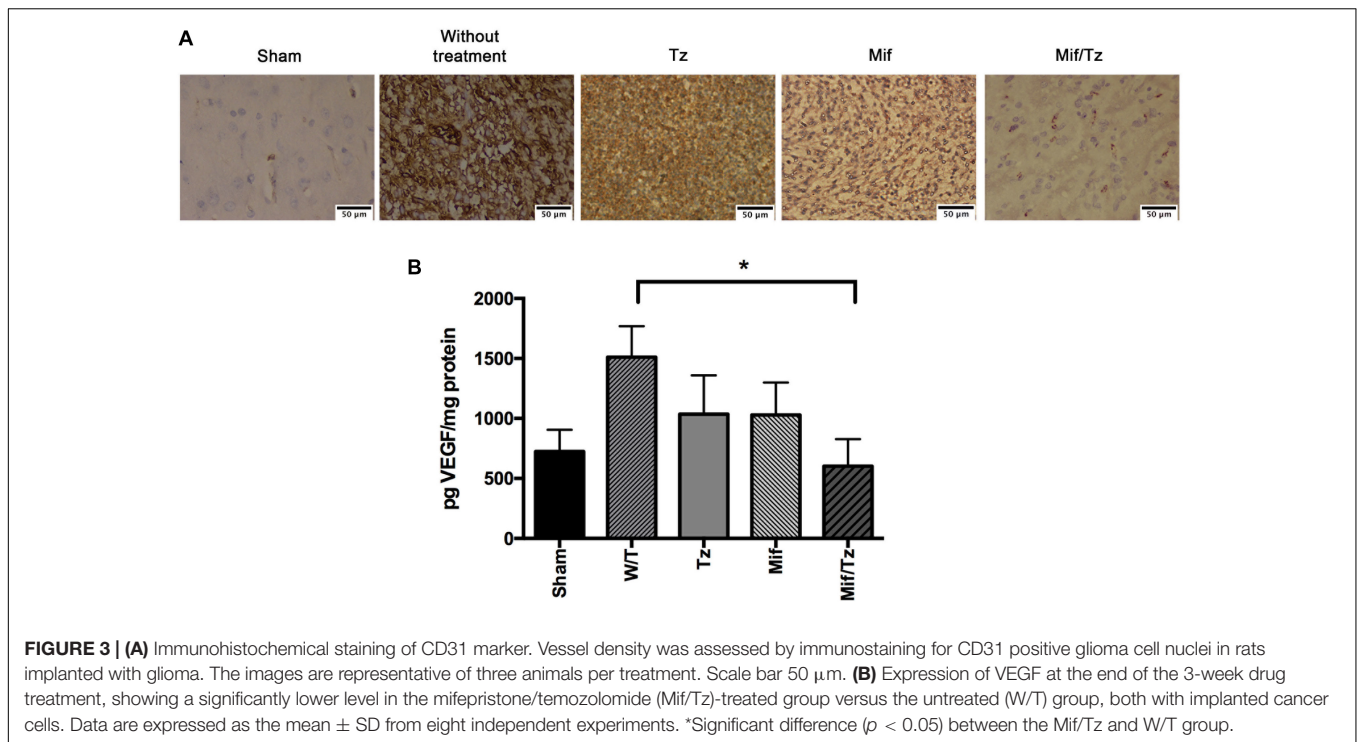 A
Sham
Without
treatment
Tz
Mif
Mif/Tz
50 μm
50 μm
50 μm
50 μm
50 μm
B
*
pg VEGF/mg protein
2000
1500
1000
500
0
Sham
W/T
Tz
Mif
Mif/Tz
FIGURE 3 | (A) Immunohistochemical staining of CD31 marker. Vessel density was assessed by immunostaining for CD31 positive glioma cell nuclei in rats
implanted with glioma. The images are representative of three animals per treatment. Scale bar 50 μm. (B) Expression of VEGF at the end of the 3-week drug
treatment, showing a significantly lower level in the mifepristone/temozolomide (Mif/Tz)-treated group versus the untreated (W/T) group, both with implanted cancer
cells. Data are expressed as the mean ± SD from eight independent experiments. *Significant difference (p < 0.05) between the Mif/Tz and W/T group.